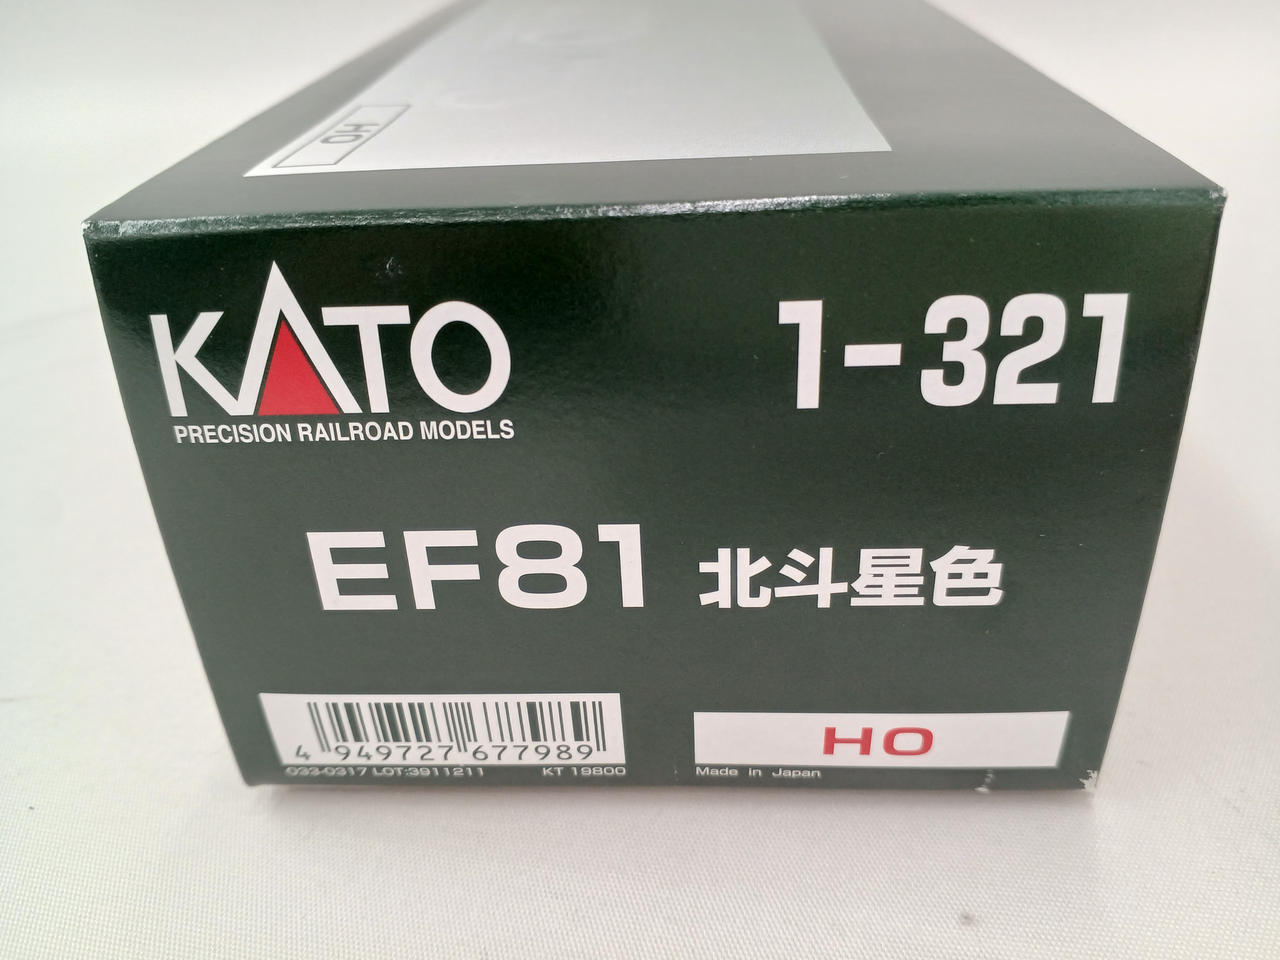 HO
KATO
PRECISION RAILROAD MODELS
1-321
EF81 北斗星色
4 949727 677989
033-0317 LOT:3911211 KT 19800
HO
Made in Japan